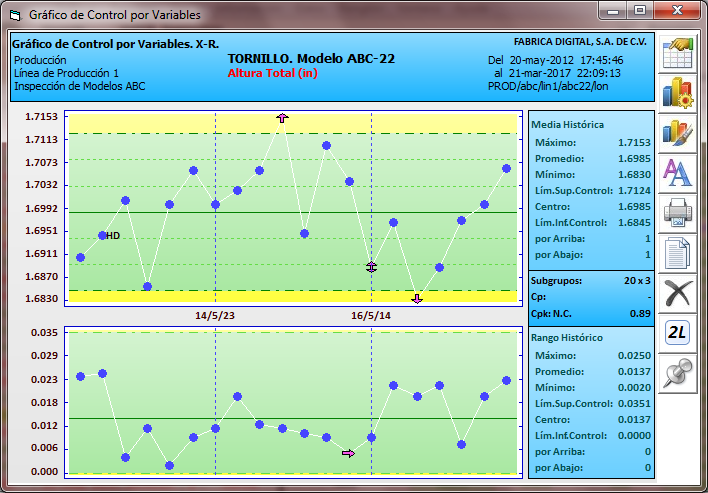 Gráfico de Control por Variables
Gráfico de Control por Variables. X-R.
FABRICA DIGITAL, S.A. DE C.V.
Producción
TORNILLO. Modelo ABC-22
Del 20-may-2012 17:45:46
Línea de Producción 1
Altura Total (in)
al 21-mar-2017 22:09:13
Inspección de Modelos ABC
PROD/abc/lin1/abc22/lon
1.7153
1.7113
1.7073
1.7032
1.6992
1.6951
1.6911
1.6870
1.6830
HD
14/5/23
16/5/14
Media Histórica
Máximo: 1.7153
Promedio: 1.6985
Mínimo: 1.6830
Lím.Sup.Control: 1.7124
Centro: 1.6985
Lím.Inf.Control: 1.6845
por Arriba: 1
por Abajo: 1
Subgrupos: 20 x 3
Cp: -
Cpk: N.C. 0.89
0.035
0.029
0.023
0.018
0.012
0.006
0.000
Rango Histórico
Máximo: 0.0250
Promedio: 0.0137
Mínimo: 0.0020
Lím.Sup.Control: 0.0351
Centro: 0.0137
Lím.Inf.Control: 0.0000
por Arriba: 0
por Abajo: 0
2L